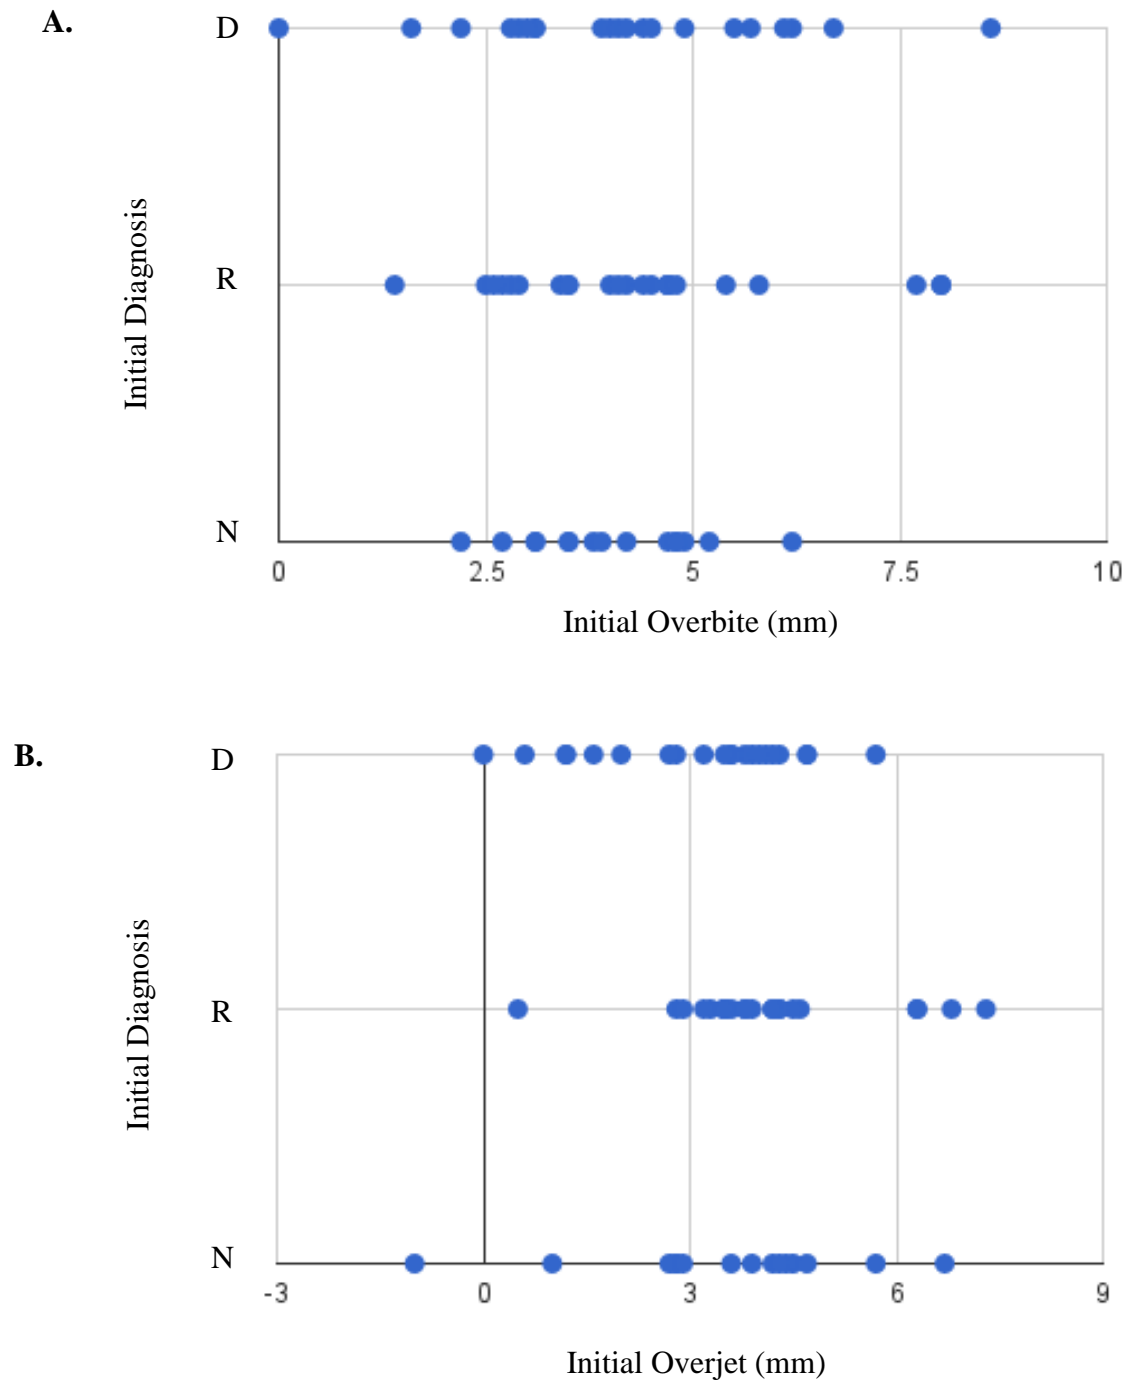 A.
D
Initial Diagnosis
R
N
0 2.5 5 7.5 10
Initial Overbite (mm)
B.
D
Initial Diagnosis
R
N
-3 0 3 6 9
Initial Overjet (mm)